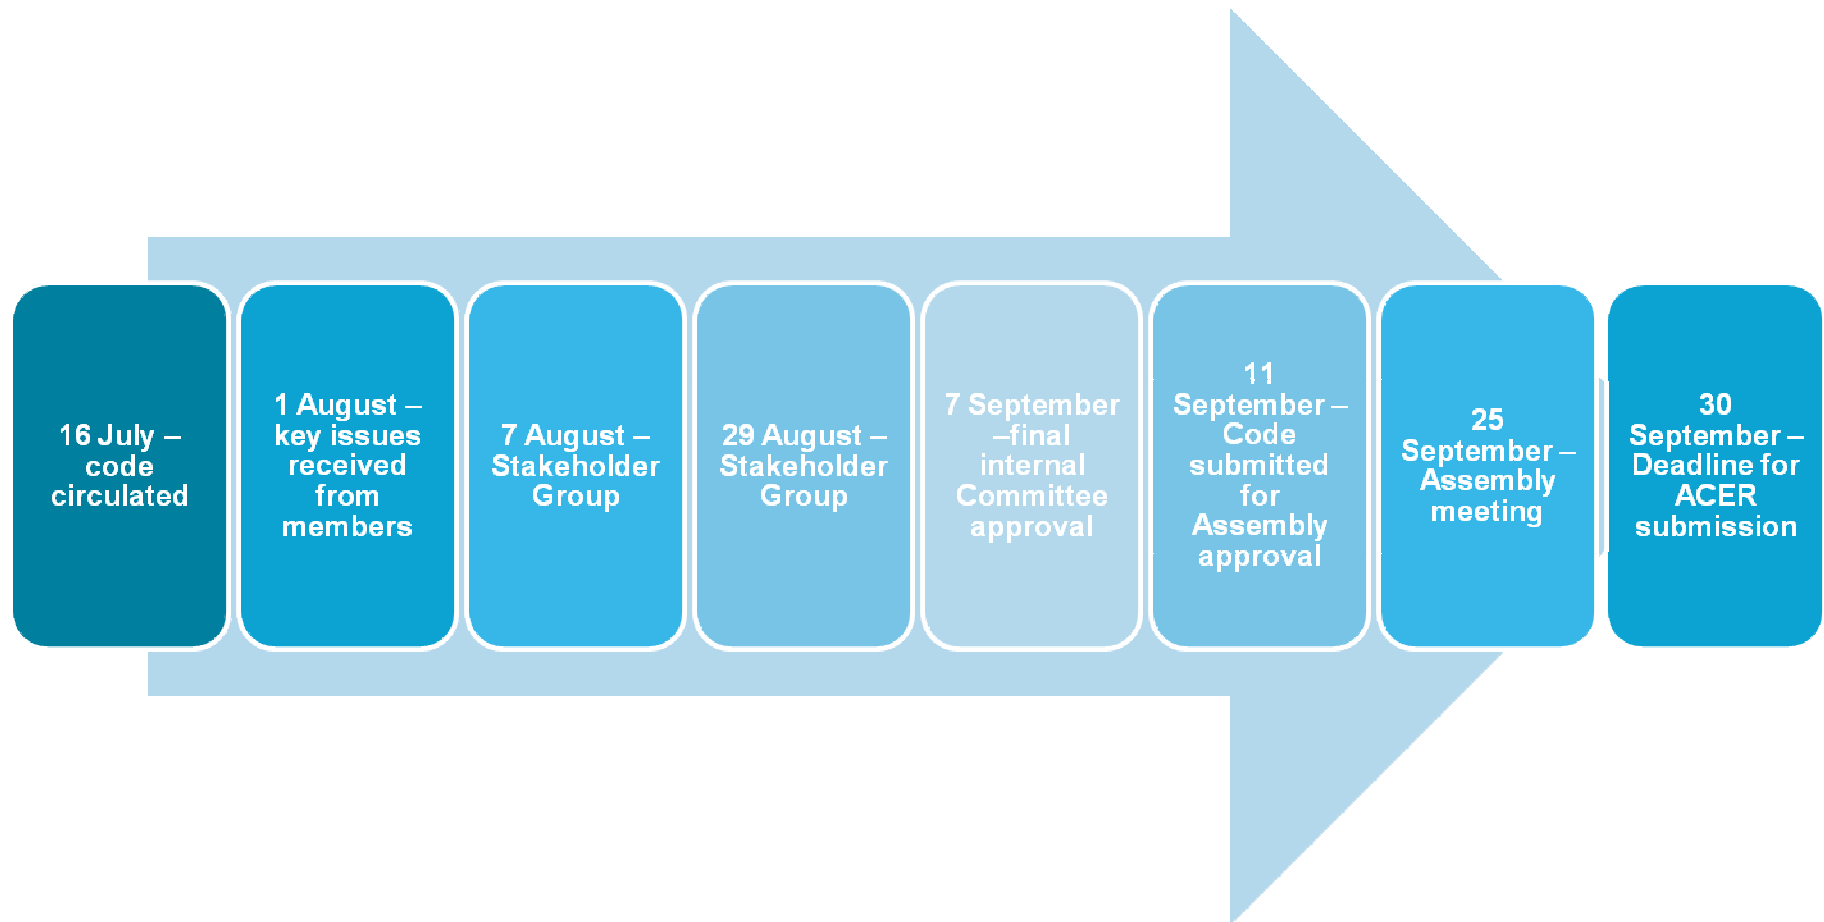 16 July –
code
circulated
1 August –
key issues
received
from
members
7 August –
Stakeholder
Group
29 August –
Stakeholder
Group
7 September
–final
internal
Committee
approval
11
September –
Code
submitted
for
Assembly
approval
25
September –
Assembly
meeting
30
September –
Deadline for
ACER
submission